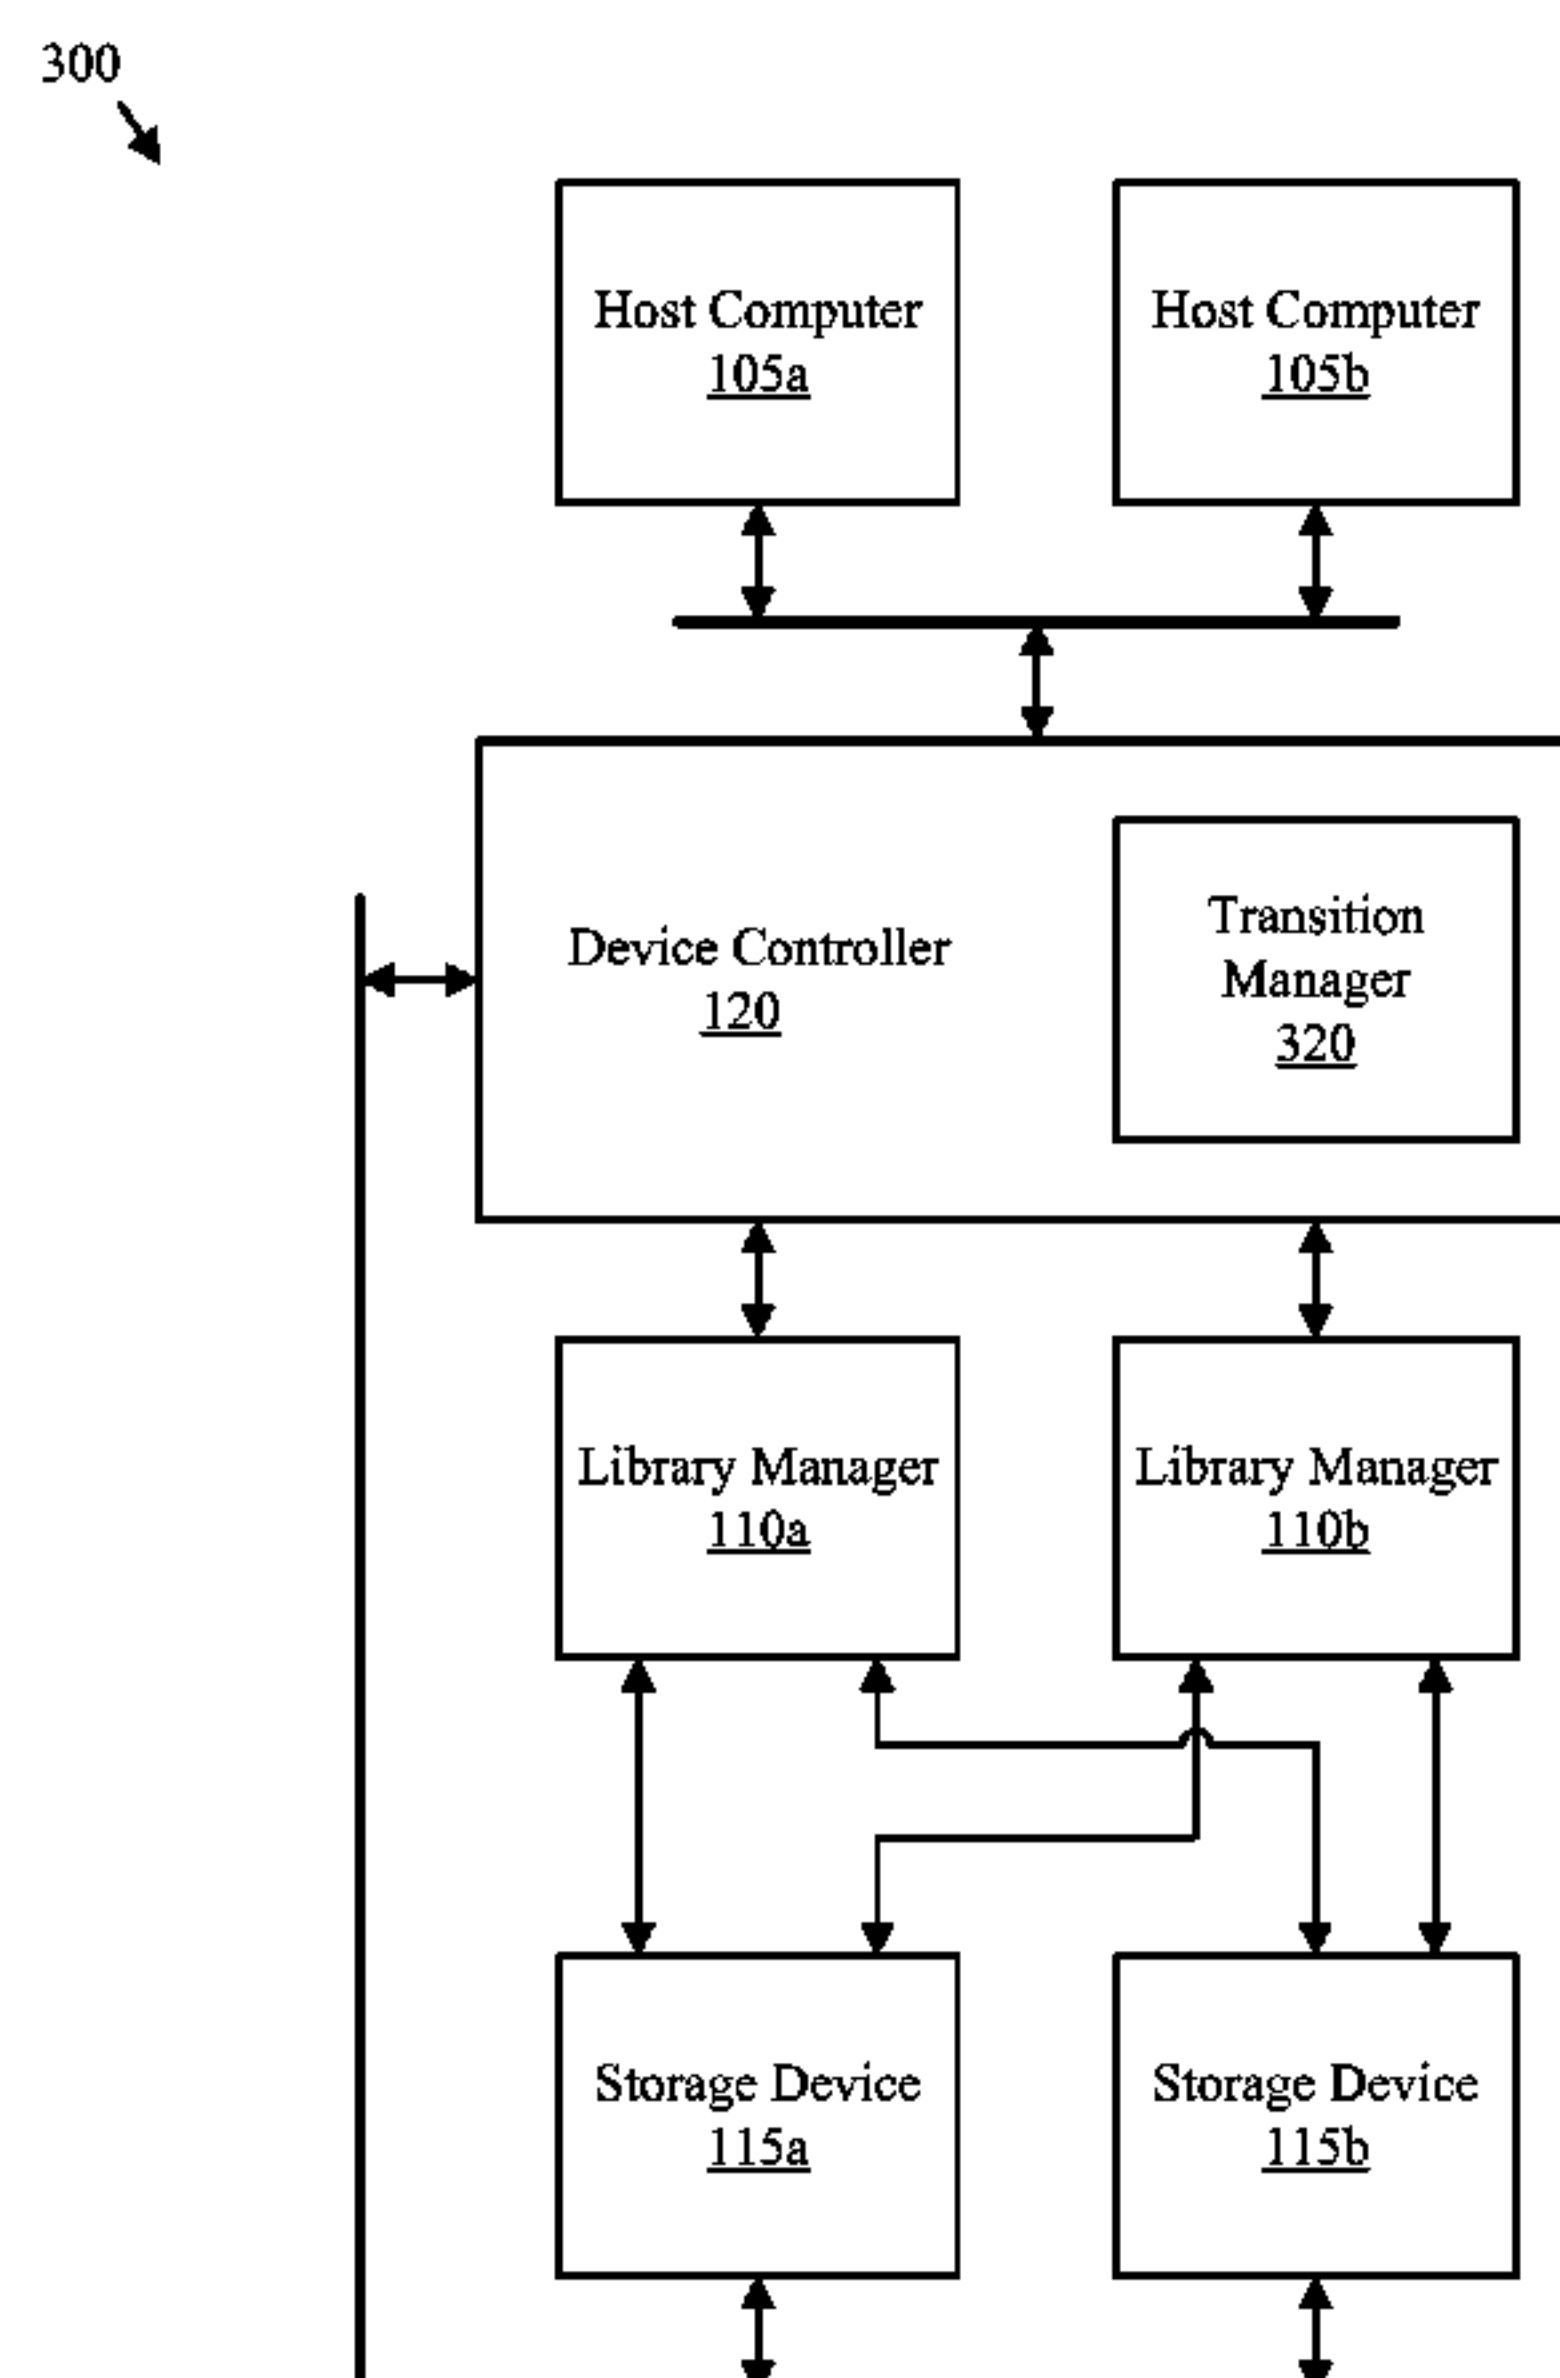 300
Host Computer
105a
Host Computer
105b
Device Controller
120
Transition
Manager
320
Library Manager
110a
Library Manager
110b
Storage Device
115a
Storage Device
115b